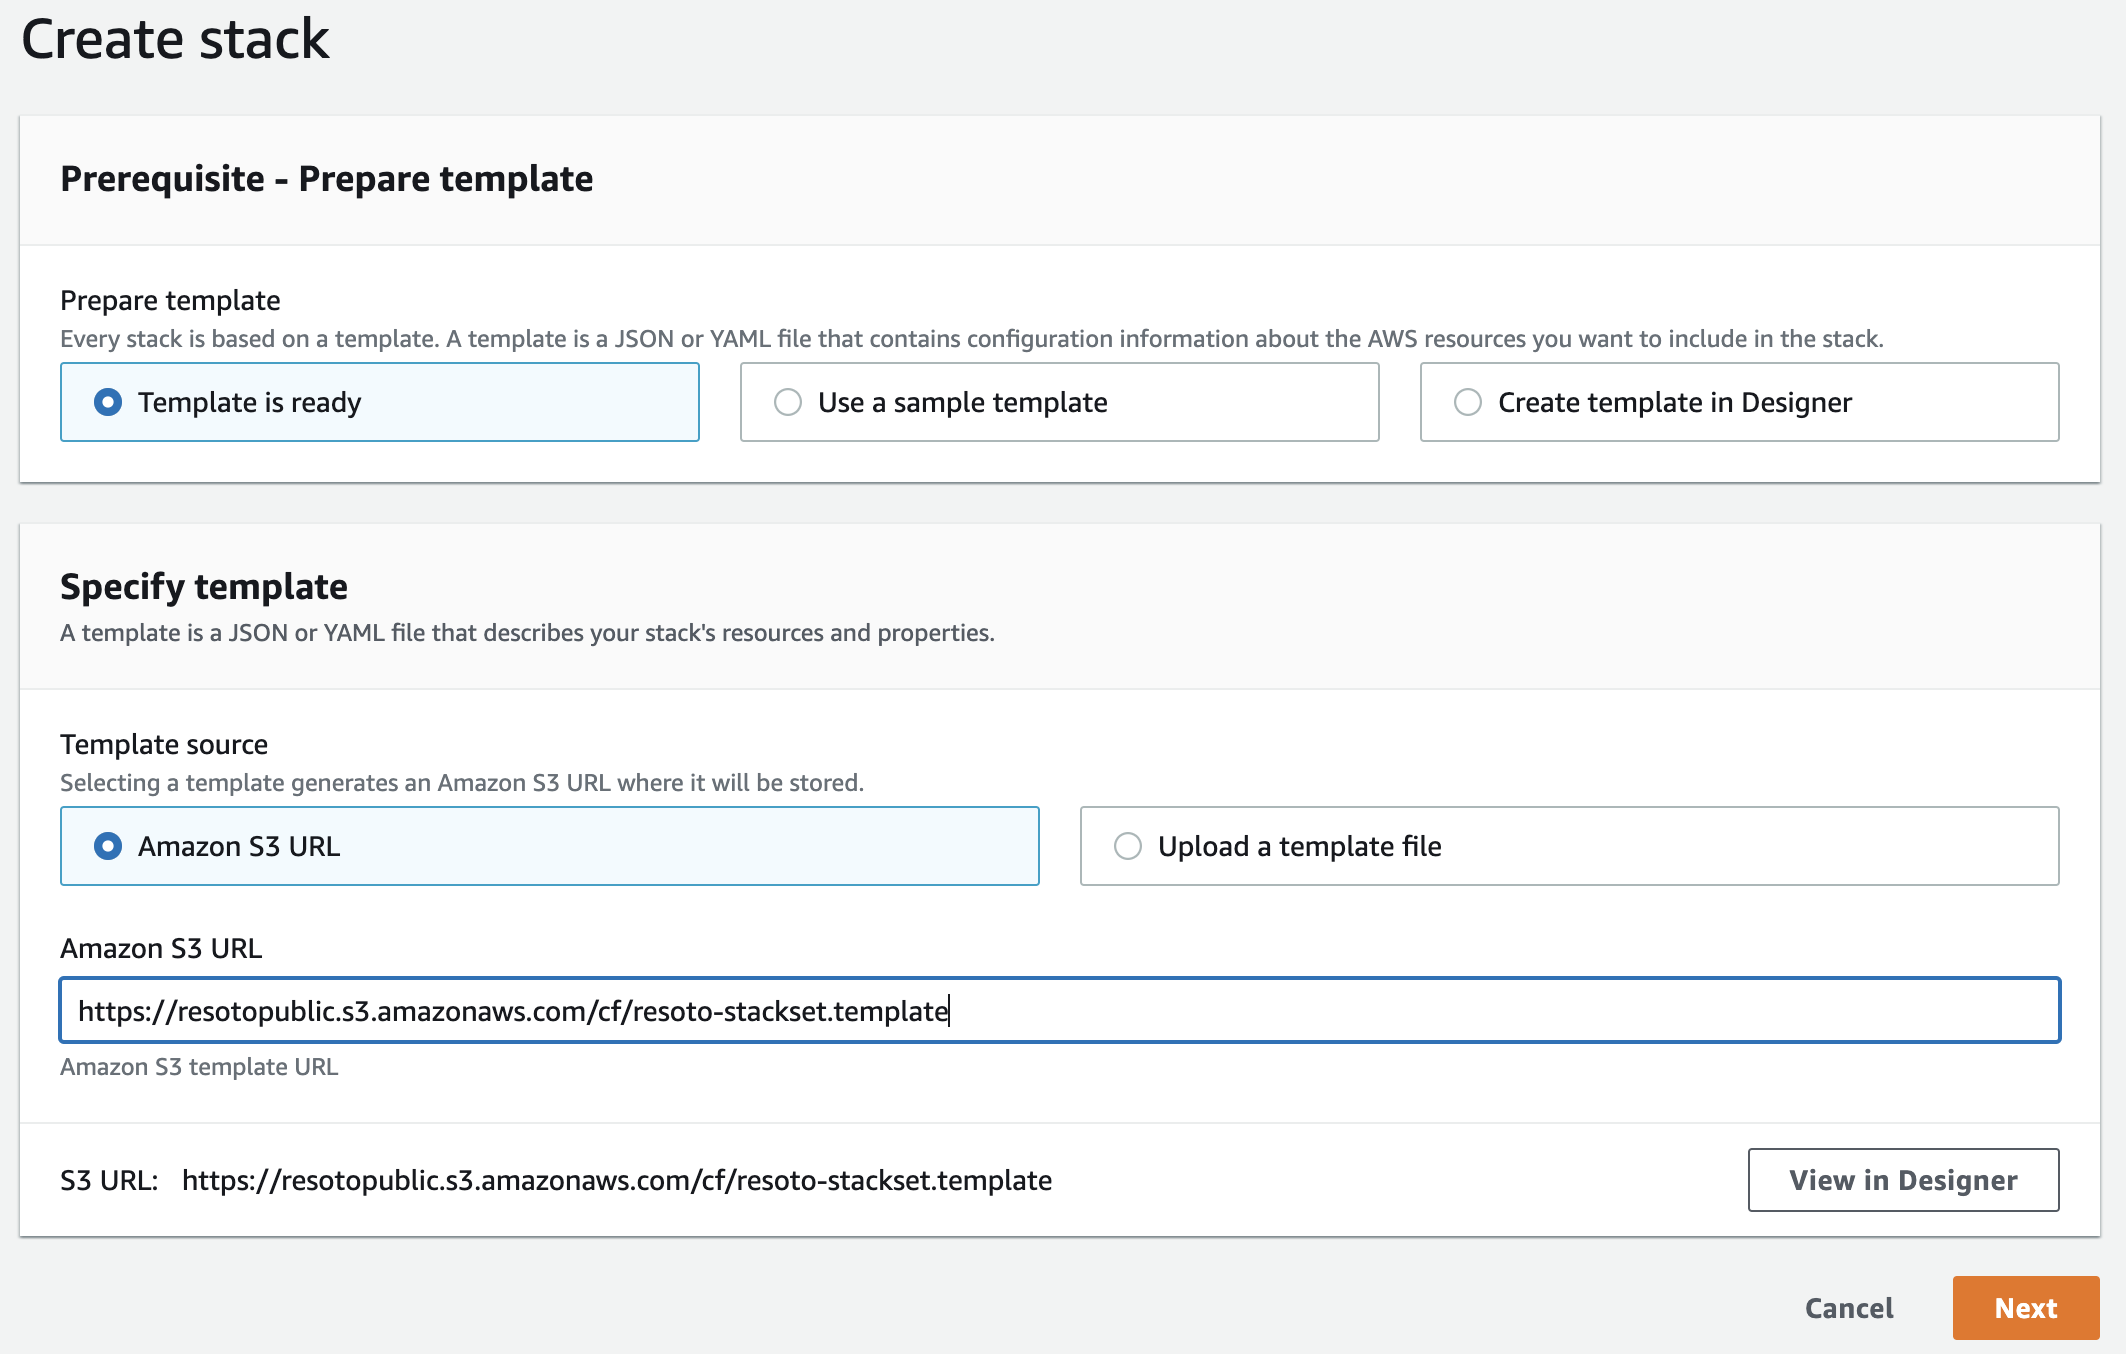 Create stack
Prerequisite - Prepare template
Prepare template
Every stack is based on a template. A template is a JSON or YAML file that contains configuration information about the AWS resources you want to include in the stack.
Template is ready
Use a sample template
Create template in Designer
Specify template
A template is a JSON or YAML file that describes your stack's resources and properties.
Template source
Selecting a template generates an Amazon S3 URL where it will be stored.
Amazon S3 URL
Upload a template file
Amazon S3 URL
https://resotopublic.s3.amazonaws.com/cf/resoto-stackset.template
Amazon S3 template URL
S3 URL: https://resotopublic.s3.amazonaws.com/cf/resoto-stackset.template
View in Designer
Cancel
Next